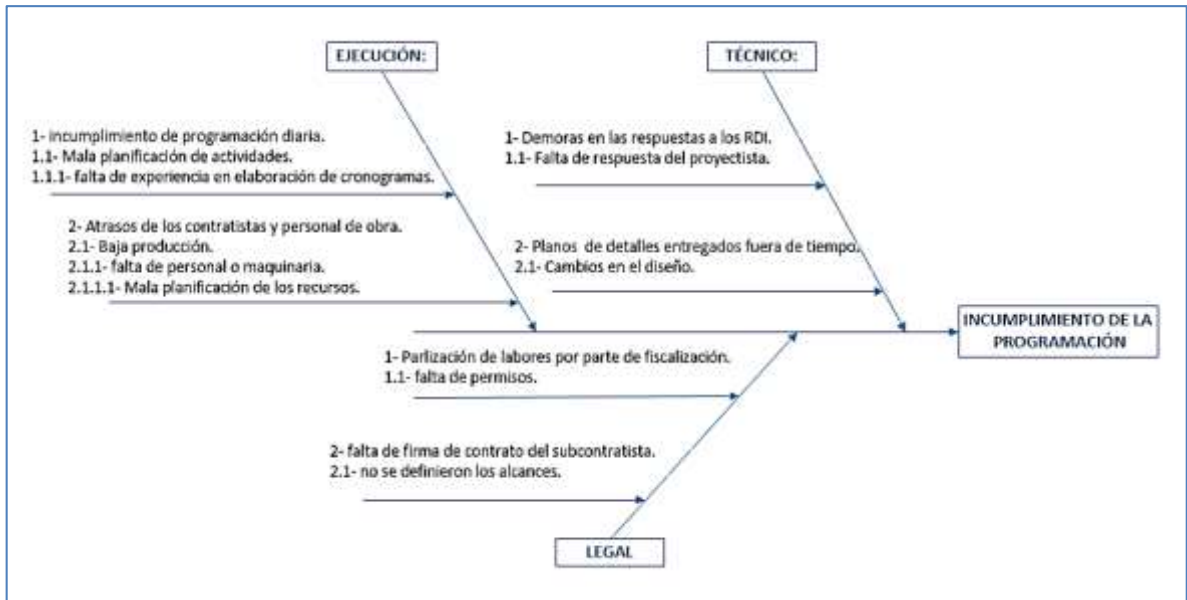 EJECUCIÓN:
1- incumplimiento de programación diaria.
1.1- Mala planificación de actividades.
1.1.1- falta de experiencia en elaboración de cronogramas.
2- Atrasos de los contratistas y personal de obra.
2.1- Baja producción.
2.1.1- falta de personal o maquinaria.
2.1.1.1- Mala planificación de los recursos.
TÉCNICO:
1- Demoras en las respuestas a los RDI.
1.1- Falta de respuesta del proyectista.
2- Planos de detalles entregados fuera de tiempo.
2.1- Cambios en el diseño.
INCUMPLIMIENTO DE LA
PROGRAMACIÓN
1- Parlización de labores por parte de fiscalización.
1.1- falta de permisos.
2- falta de firma de contrato del subcontratista.
2.1- no se definieron los alcances.
LEGAL